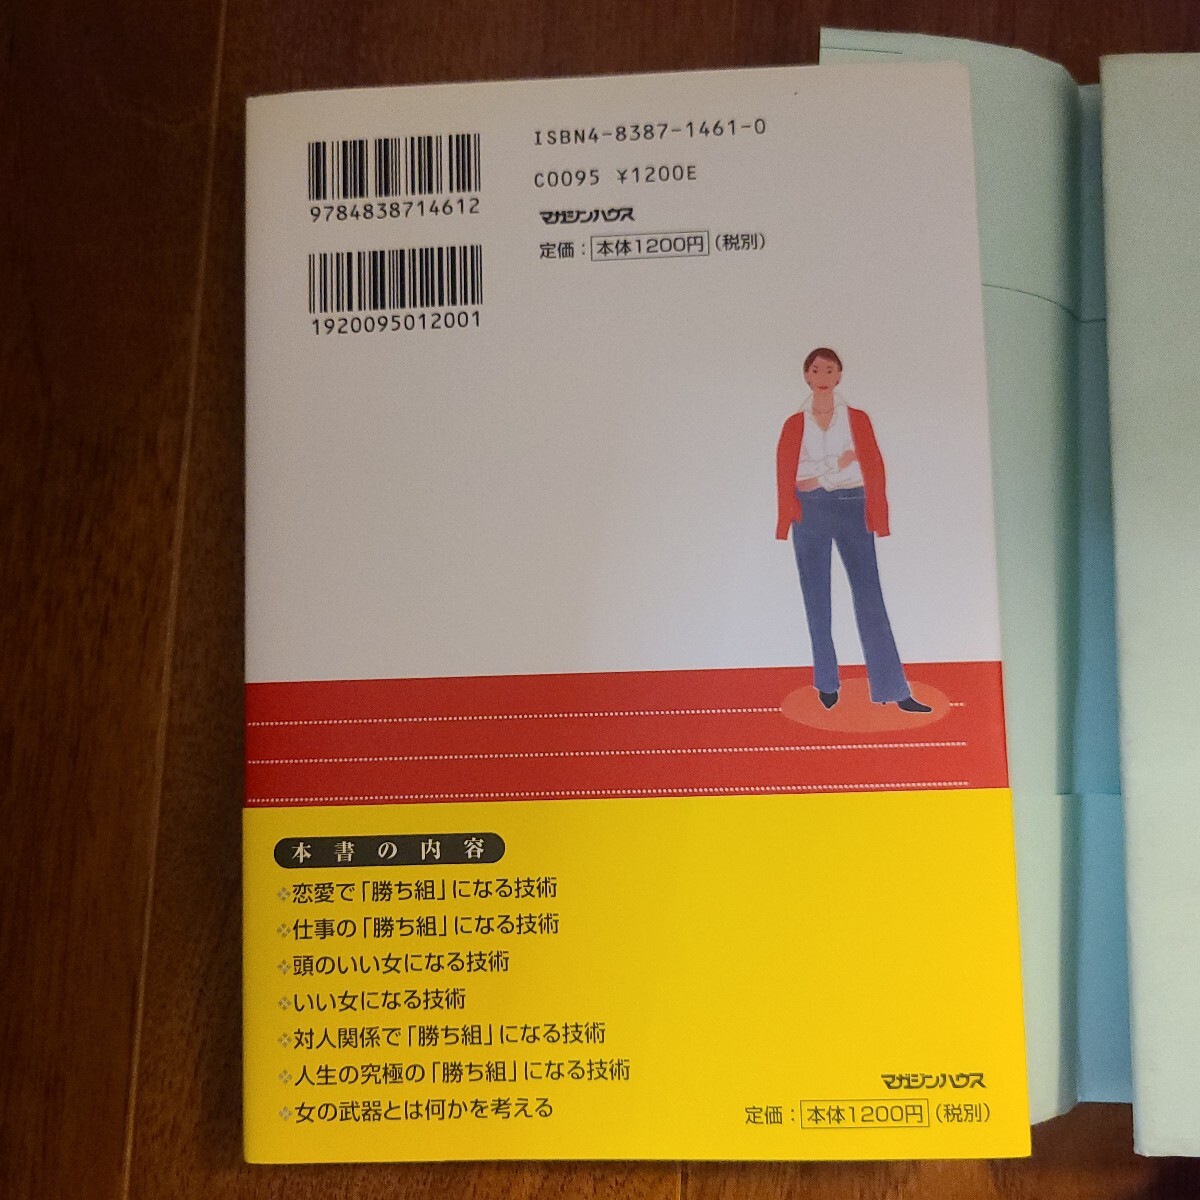 9784838714612
1920095012001
ISBN4-8387-1461-0
C0095 ¥1200E
マガジンハウス
定価：本体1200円（税別）
本書の内容
恋愛で「勝ち組」になる技術
仕事の「勝ち組」になる技術
頭のいい女になる技術
いい女になる技術
対人関係で「勝ち組」になる技術
人生の究極の「勝ち組」になる技術
女の武器とは何かを考える
マガジンハウス
定価：本体1200円（税別）